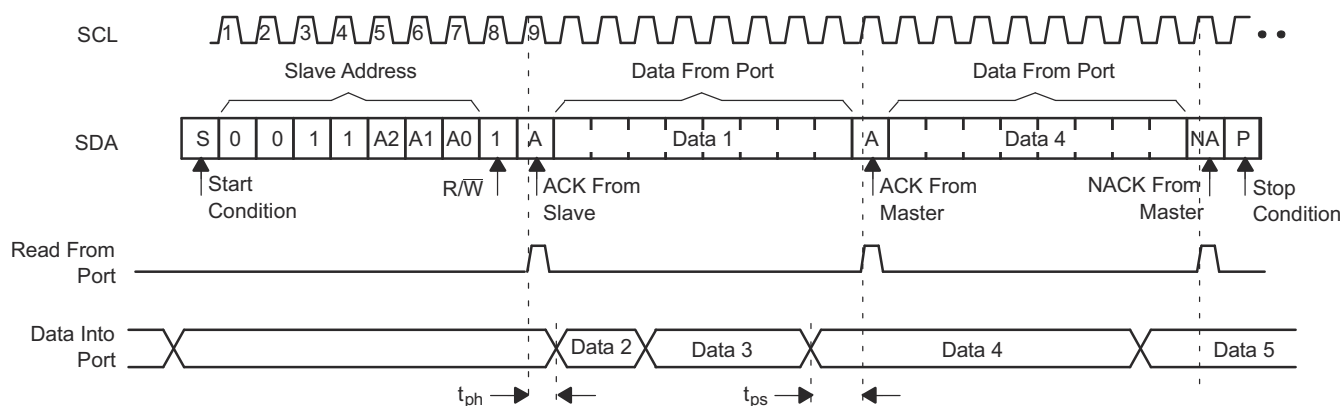 SCL 1 2 3 4 5 6 7 8 9
Slave Address Data From Port Data From Port
SDA S 0 0 1 1 A2 A1 A0 1 A Data 1 A Data 4 NA P
Start Condition
R/W̅
ACK From Slave
ACK From Master
NACK From Master
Stop Condition
Read From Port
Data Into Port
Data 2 Data 3 Data 4 Data 5
tph tps